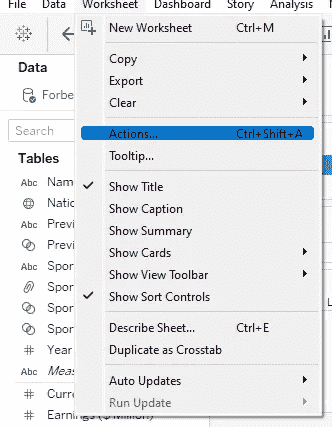 File Data Worksheet Dashboard Story Analysis
New Worksheet Ctrl+M
Data
Copy
Forbe
Export
Clear
Search
Actions... Ctrl+Shift+A
Tables
Tooltip...
Abc Nam
Show Title
Natio
Show Caption
Previ
Show Summary
Previ
Abc Spor
Show Cards
Spor
Show View Toolbar
Spor
Show Sort Controls
Spor
Describe Sheet... Ctrl+E
Year
Duplicate as Crosstab
Abc Meas
Auto Updates
Curre
Run Update
Earnings ($ Million)